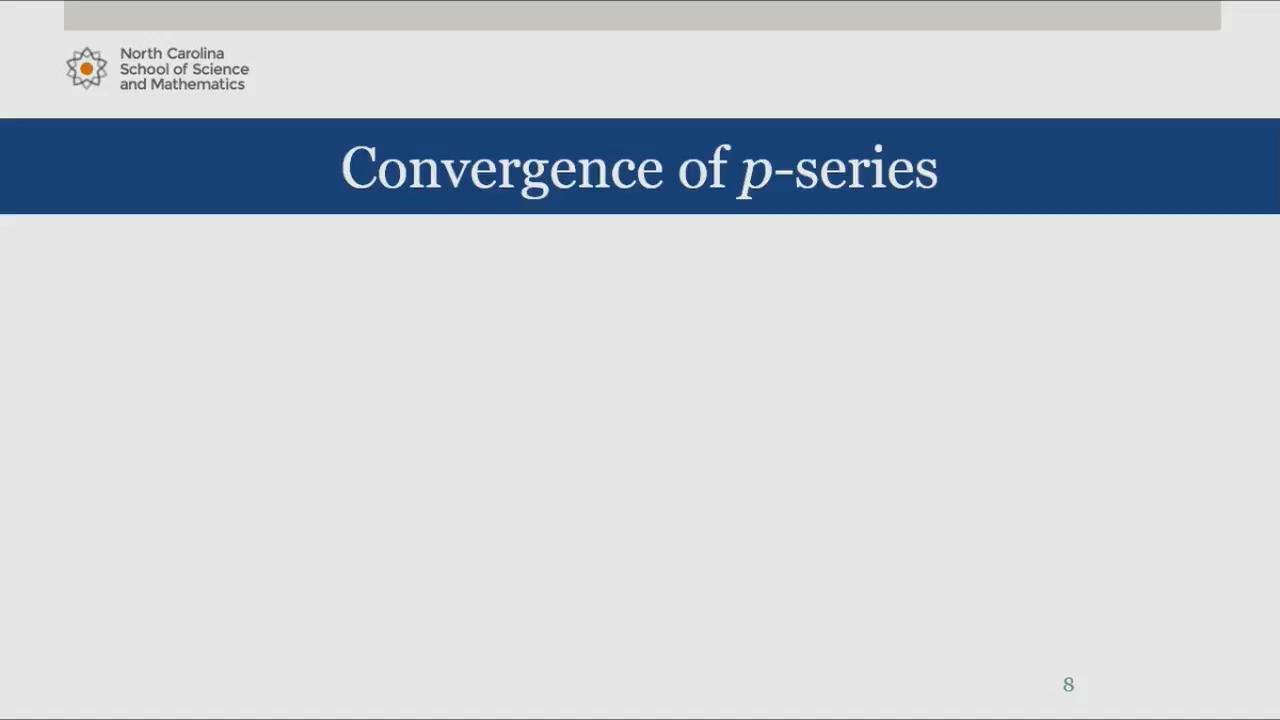 North Carolina
School of Science
and Mathematics
Convergence of p-series
8